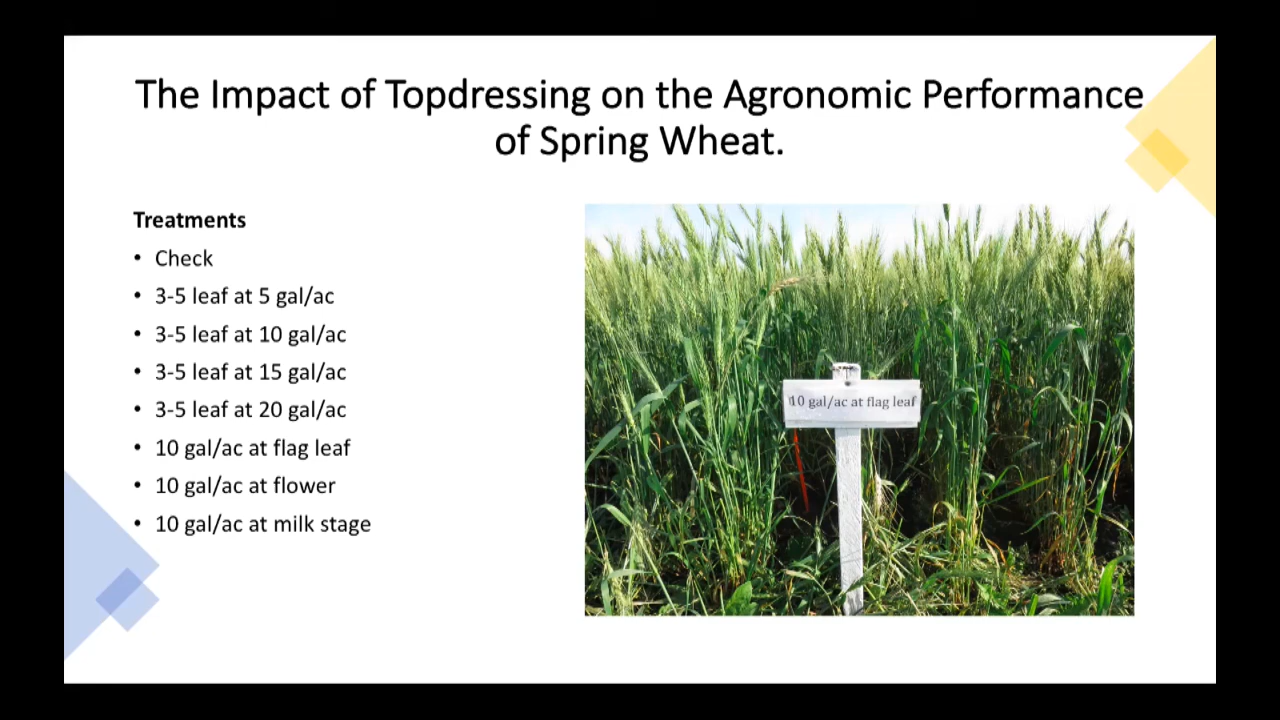 The Impact of Topdressing on the Agronomic Performance
of Spring Wheat.
Treatments
• Check
• 3-5 leaf at 5 gal/ac
• 3-5 leaf at 10 gal/ac
• 3-5 leaf at 15 gal/ac
• 3-5 leaf at 20 gal/ac
• 10 gal/ac at flag leaf
• 10 gal/ac at flower
• 10 gal/ac at milk stage
10 gal/ac at flag leaf